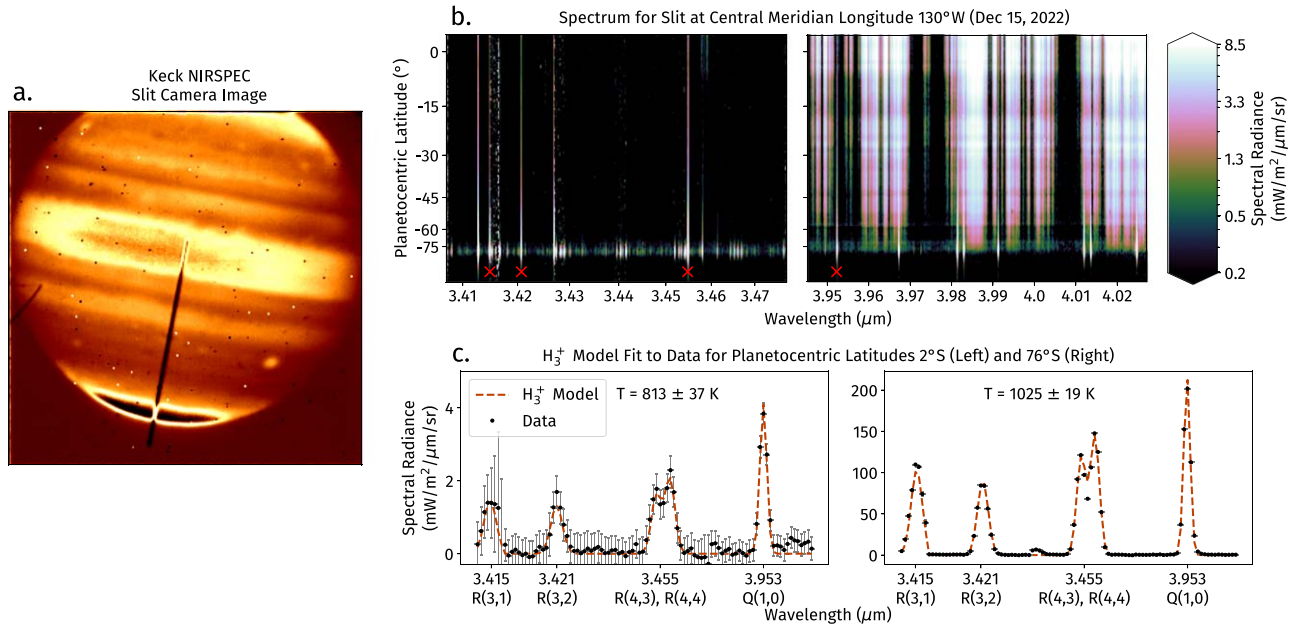 a.
Keck NIRSPEC
Slit Camera Image
b.
Spectrum for Slit at Central Meridian Longitude 130°W (Dec 15, 2022)
Planetocentric Latitude (°)
0
-15
-30
-45
-60
-75
3.41 3.42 3.43 3.44 3.45 3.46 3.47
3.95 3.96 3.97 3.98 3.99 4.0 4.01 4.02
Wavelength (μm)
8.5
3.3
1.3
0.5
0.2
Spectral Radiance
(mW/m²/μm/sr)
c.
H₃⁺ Model Fit to Data for Planetocentric Latitudes 2°S (Left) and 76°S (Right)
Spectral Radiance
(mW/m²/μm/sr)
4
2
0
H₃⁺ Model
Data
T = 813 ± 37 K
3.415 3.421 3.455 3.953
R(3,1) R(3,2) R(4,3), R(4,4) Q(1,0)
200
150
100
50
0
T = 1025 ± 19 K
3.415 3.421 3.455 3.953
R(3,1) R(3,2) R(4,3), R(4,4) Q(1,0)
Wavelength (μm)